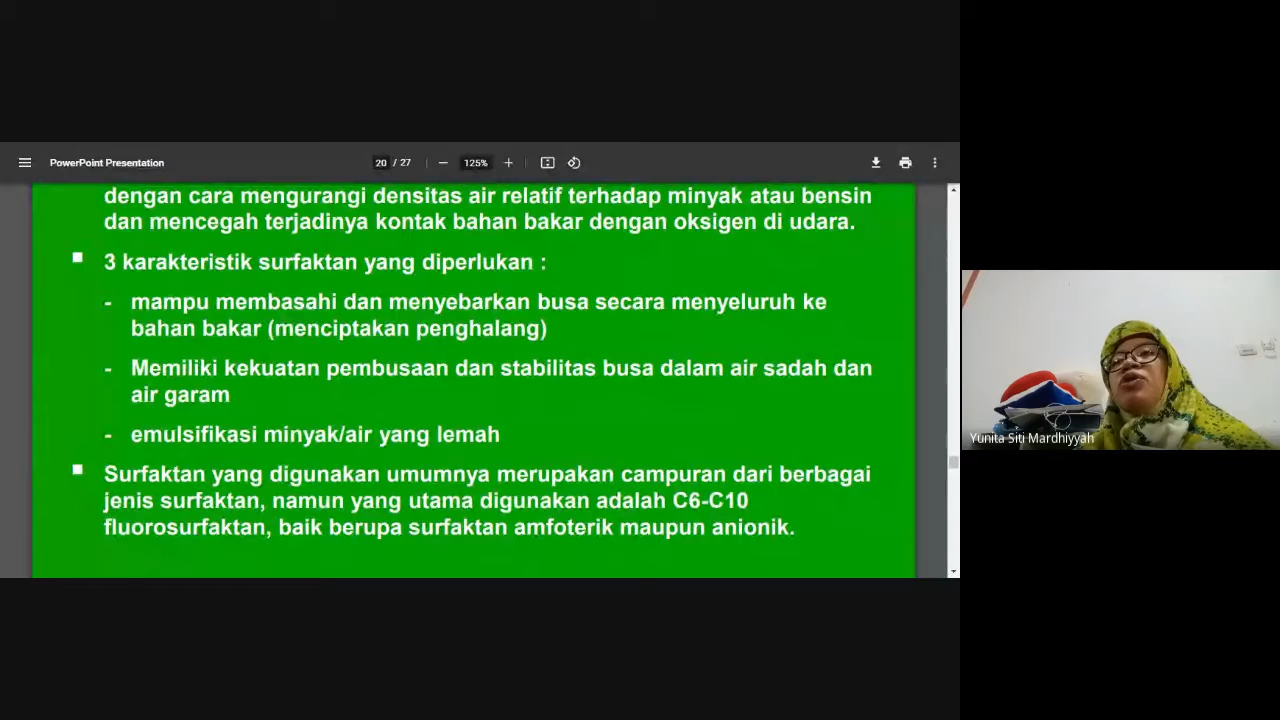 PowerPoint Presentation
20 / 27
125%
dengan cara mengurangi densitas air relatif terhadap minyak atau bensin
dan mencegah terjadinya kontak bahan bakar dengan oksigen di udara.
3 karakteristik surfaktan yang diperlukan :
- mampu membasahi dan menyebarkan busa secara menyeluruh ke
bahan bakar (menciptakan penghalang)
- Memiliki kekuatan pembusaan dan stabilitas busa dalam air sadah dan
air garam
- emulsifikasi minyak/air yang lemah
Surfaktan yang digunakan umumnya merupakan campuran dari berbagai
jenis surfaktan, namun yang utama digunakan adalah C6-C10
fluorosurfaktan, baik berupa surfaktan amfoterik maupun anionik.
Yunita Siti Mardhiyyah